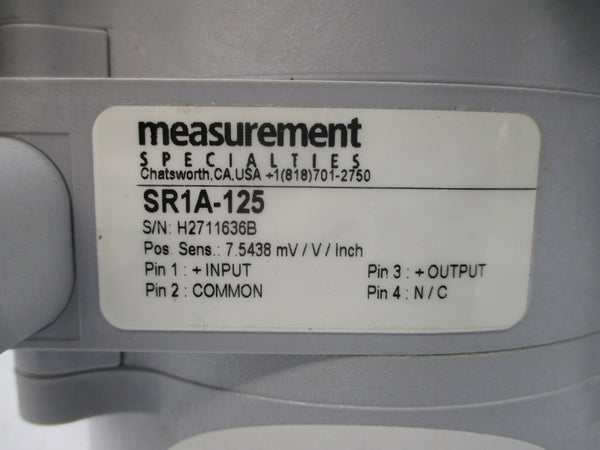 measurement
SPECIALTIES
Chatsworth,CA,USA +1(818)701-2750
SR1A-125
S/N: H2711636B
Pos. Sens.: 7.5438 mV / V / Inch
Pin 1 : + INPUT Pin 3 : + OUTPUT
Pin 2 : COMMON Pin 4 : N / C